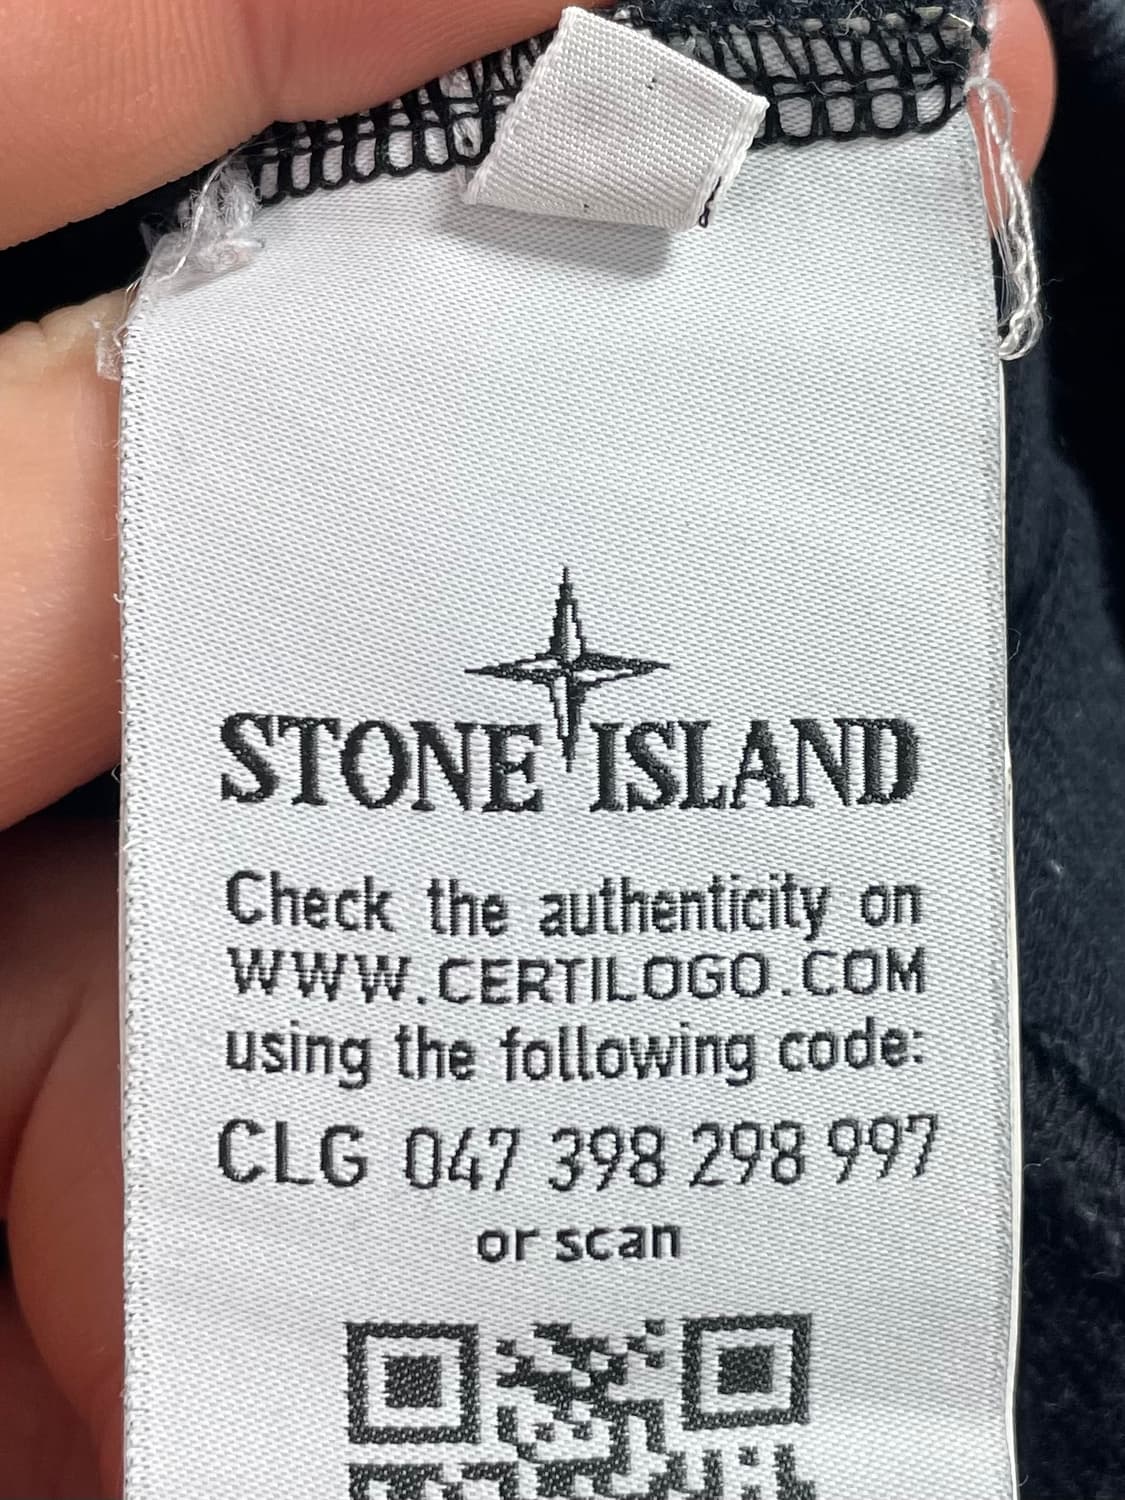 STONE ISLAND
Check the authenticity on
WWW.CERTILOGO.COM
using the following code:
CLG 047 398 298 997
or scan